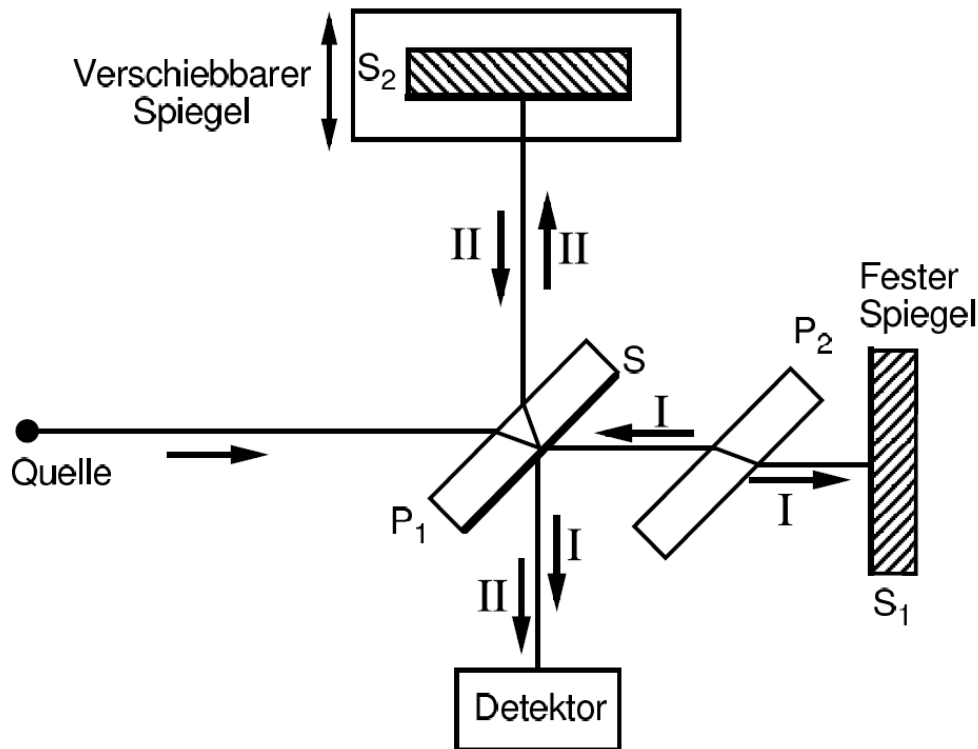 Verschiebbarer
Spiegel
S2
II
II
Fester
Spiegel
P2
S
I
Quelle
I
P1
I
II
S1
Detektor